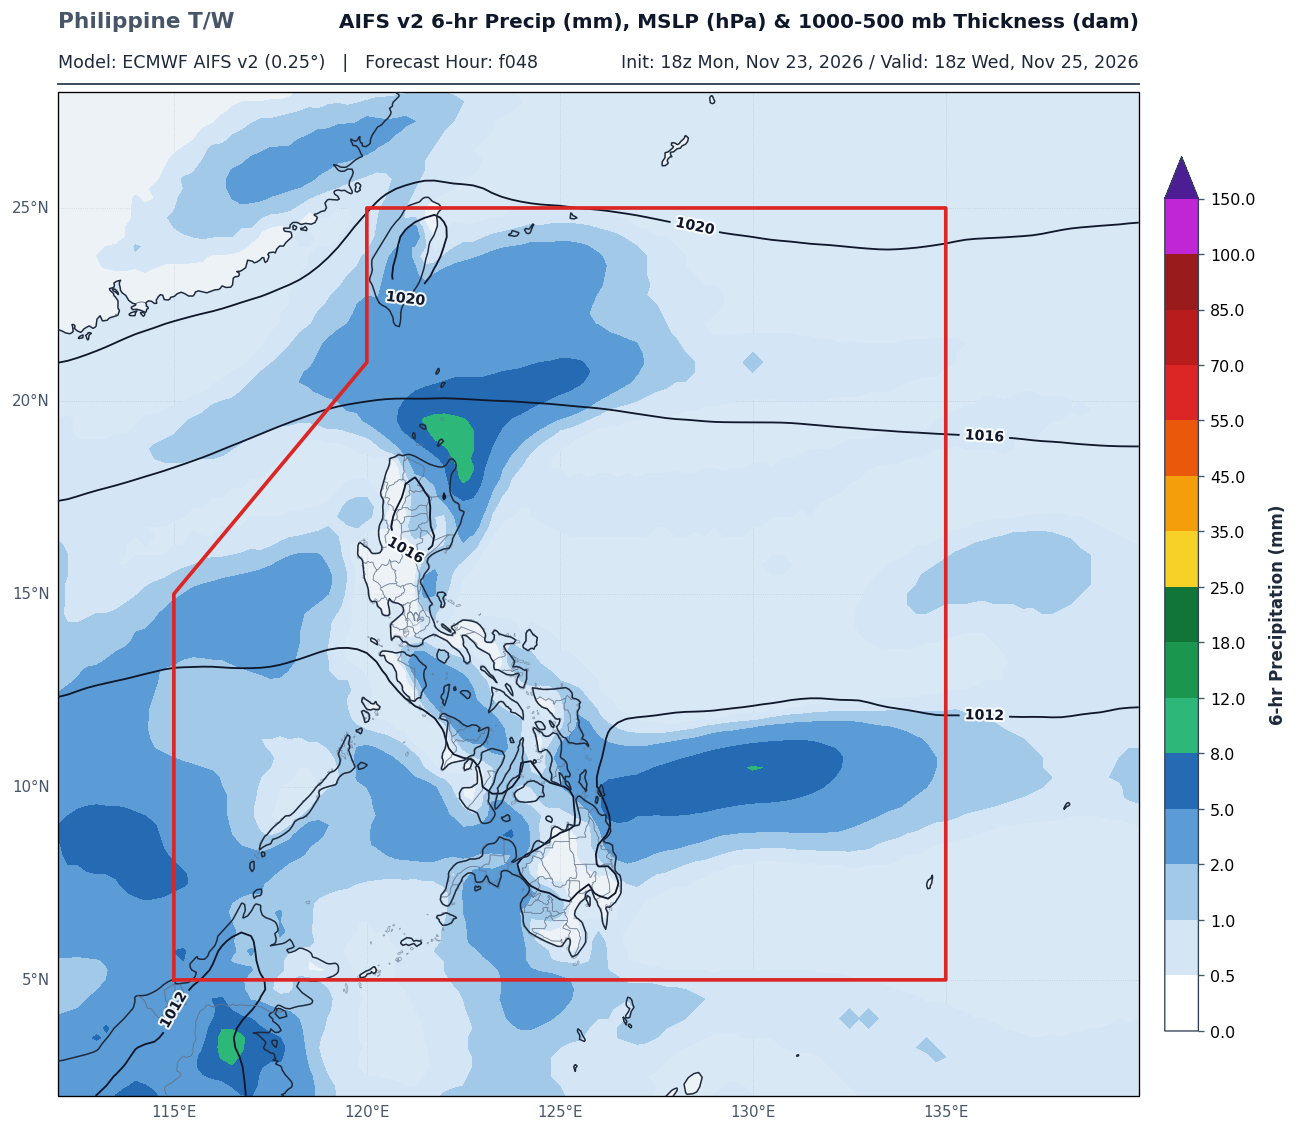 Philippine T/W
AIFS v2 6-hr Precip (mm), MSLP (hPa) & 1000-500 mb Thickness (dam)
Model: ECMWF AIFS v2 (0.25°) | Forecast Hour: f048
Init: 18z Mon, Nov 23, 2026 / Valid: 18z Wed, Nov 25, 2026
25°N
20°N
15°N
10°N
5°N
1020
1020
1016
1016
1012
1012
115°E
120°E
125°E
130°E
135°E
150.0
100.0
85.0
70.0
55.0
45.0
35.0
25.0
18.0
12.0
8.0
5.0
2.0
1.0
0.5
0.0
6-hr Precipitation (mm)